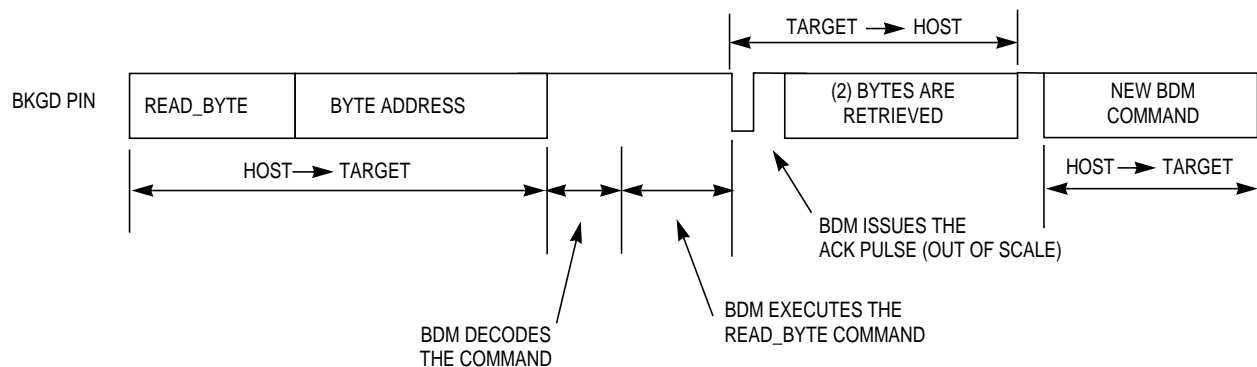 TARGET → HOST
BKGD PIN
READ_BYTE
BYTE ADDRESS
(2) BYTES ARE
RETRIEVED
NEW BDM
COMMAND
HOST → TARGET
HOST → TARGET
BDM ISSUES THE
ACK PULSE (OUT OF SCALE)
BDM DECODES
THE COMMAND
BDM EXECUTES THE
READ_BYTE COMMAND